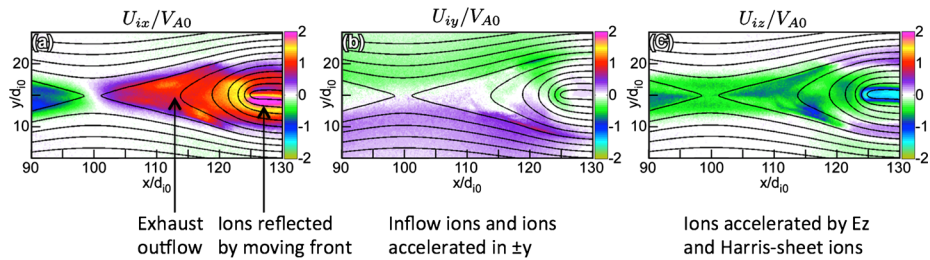 U_ix/V_A0 U_iy/V_A0 U_iz/V_A0
(a) (b) (c)
y/d_i0 y/d_i0 y/d_i0
20 20 20
10 10 10
2 2 2
1 1 1
0 0 0
-1 -1 -1
-2 -2 2
90 100 110 120 130 90 100 110 120 130 90 100 110 120 130
x/d_i0 x/d_i0 x/d_i0
Exhaust
outflow
Ions reflected
by moving front
Inflow ions and ions
accelerated in ±y
Ions accelerated by Ez
and Harris-sheet ions